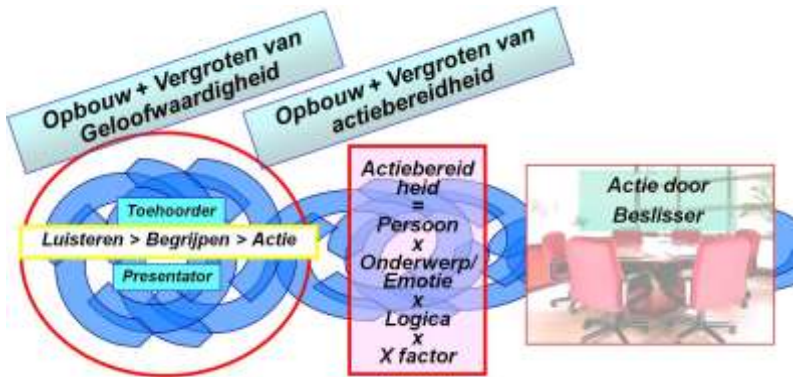 Opbouw + Vergroten van
Geloofwaardigheid
Opbouw + Vergroten van
actiebereidheid
Toehoorder
Luisteren > Begrijpen > Actie
Presentator
Actiebereid
heid
=
Persoon
x
Onderwerp/
Emotie
x
Logica
x
X factor
Actie door
Beslisser